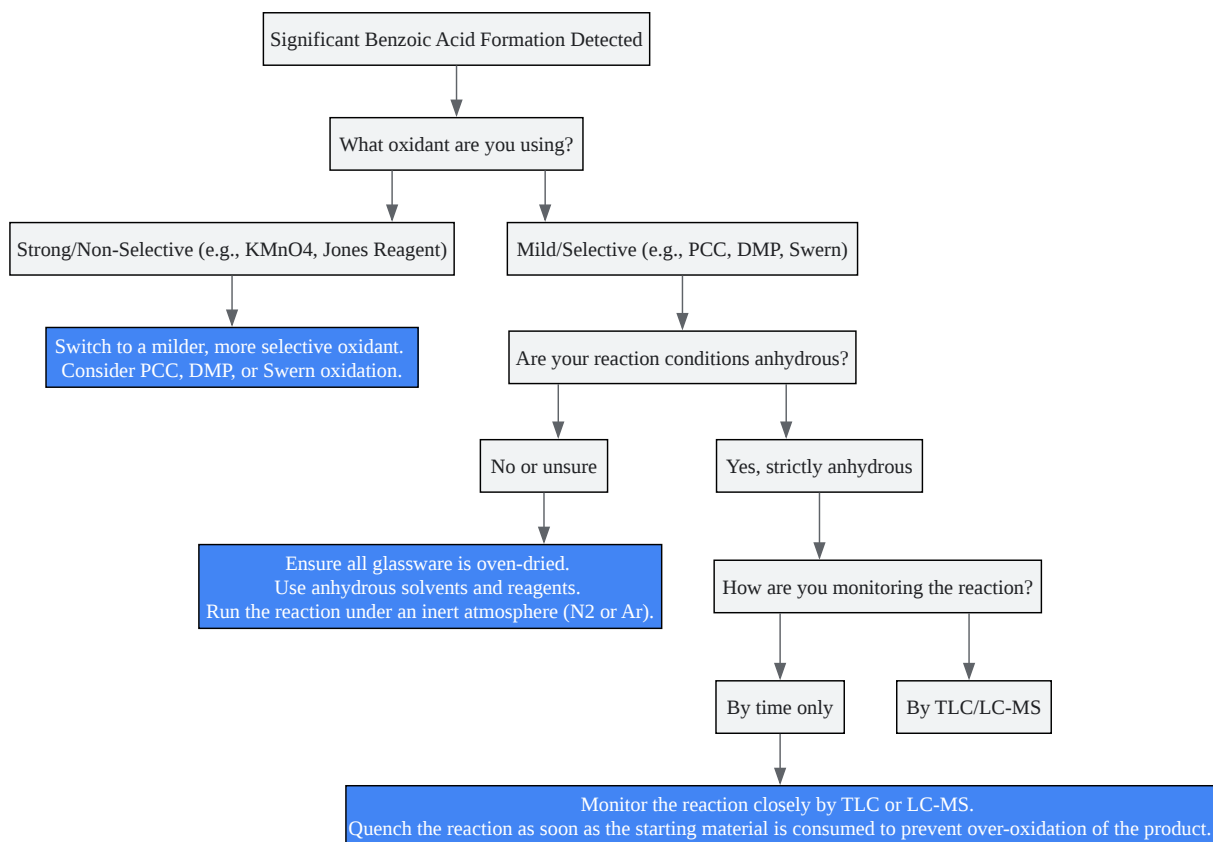 Significant Benzoic Acid Formation Detected
What oxidant are you using?
Strong/Non-Selective (e.g., KMnO4, Jones Reagent)
Mild/Selective (e.g., PCC, DMP, Swern)
Switch to a milder, more selective oxidant.
Consider PCC, DMP, or Swern oxidation.
Are your reaction conditions anhydrous?
No or unsure
Yes, strictly anhydrous
Ensure all glassware is oven-dried.
Use anhydrous solvents and reagents.
Run the reaction under an inert atmosphere (N2 or Ar).
How are you monitoring the reaction?
By time only
By TLC/LC-MS
Monitor the reaction closely by TLC or LC-MS.
Quench the reaction as soon as the starting material is consumed to prevent over-oxidation of the product.